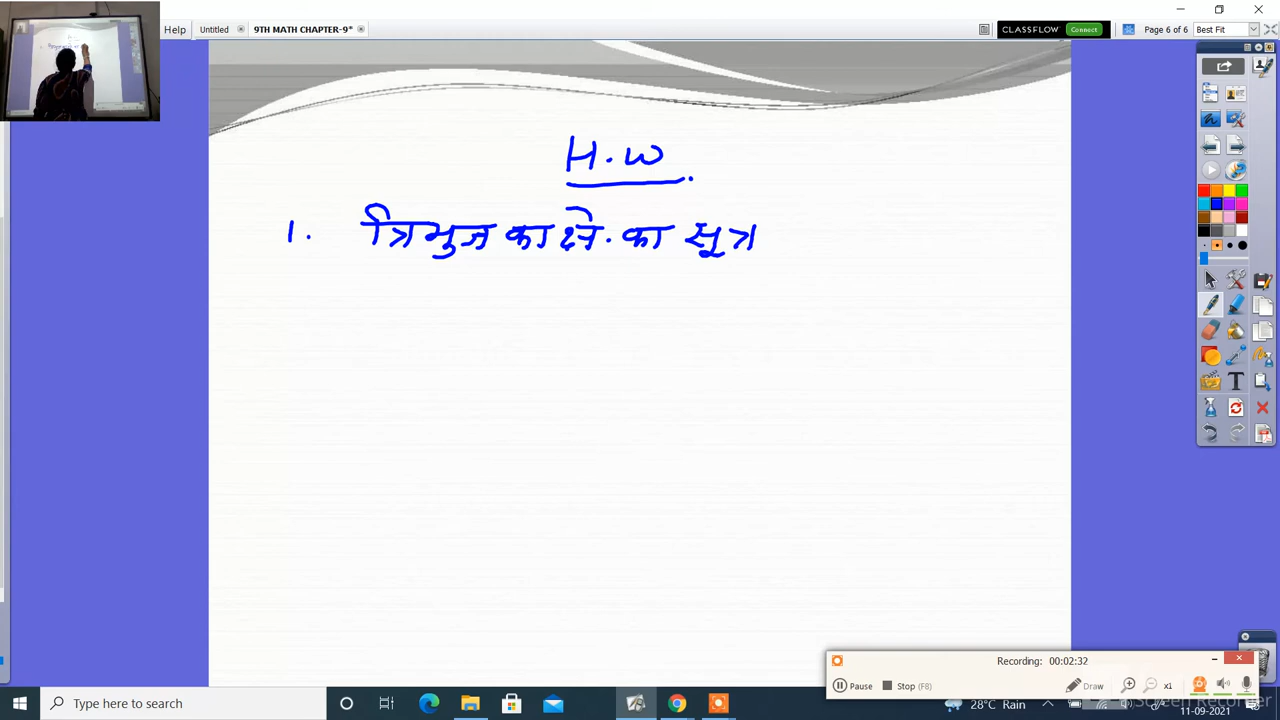 Help
Untitled
9TH MATH CHAPTER-9*
CLASSFLOW
Connect
Page 6 of 6
Best Fit
H.W.
1. त्रिभुज का क्षे. का सूत्र
Recording: 00:02:32
Pause
Stop (F8)
Draw
x1
Type here to search
28°C Rain
11-09-2021
Screen Recorder